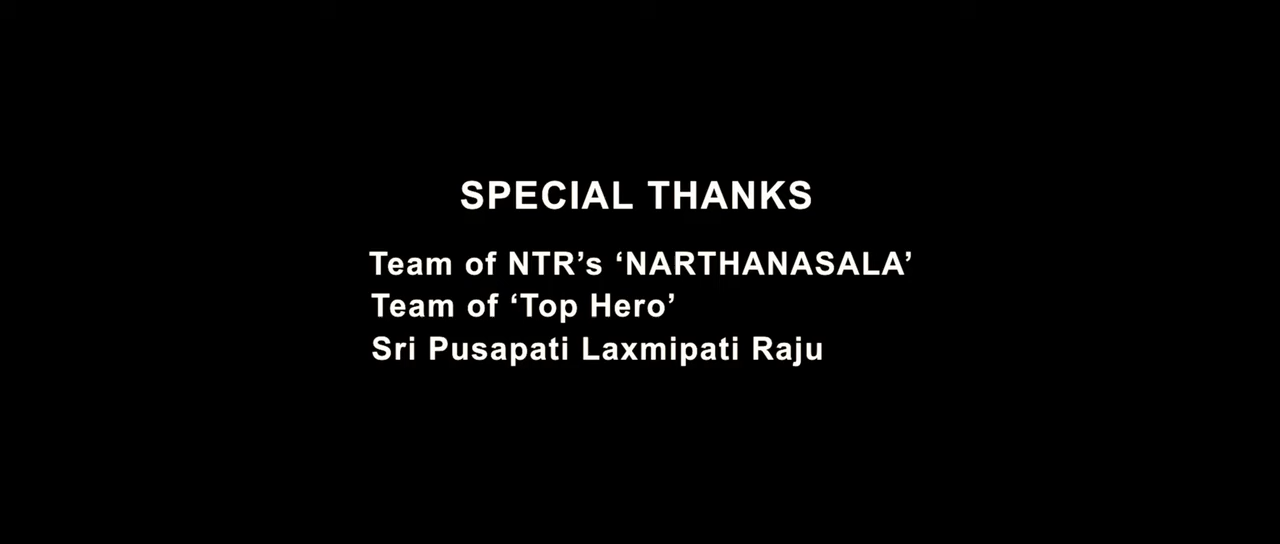 SPECIAL THANKS
Team of NTR’s ‘NARTHANASALA’
Team of ‘Top Hero’
Sri Pusapati Laxmipati Raju